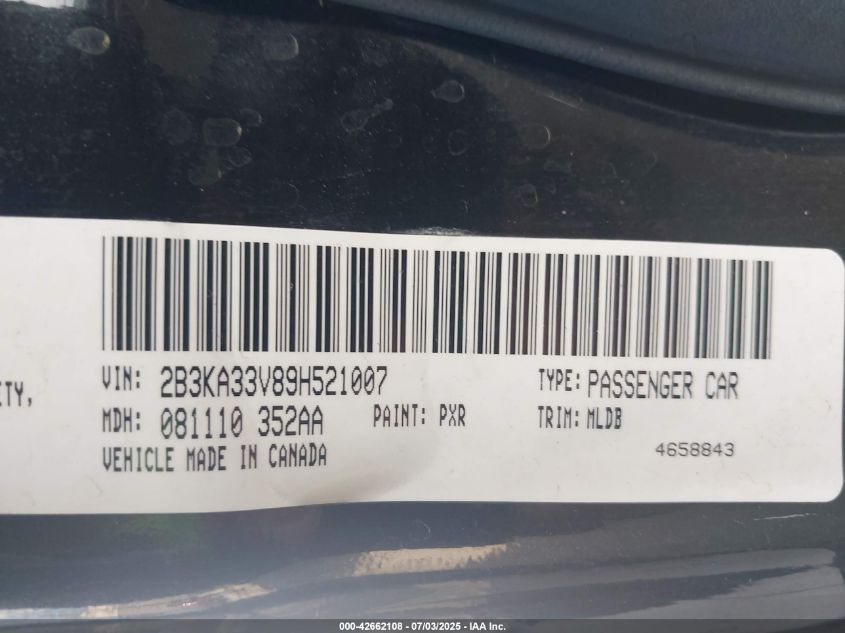 ETY,
VIN: 2B3KA33V89H521007
TYPE: PASSENGER CAR
MDH: 081110 352AA
PAINT: PXR
TRIM: MLDB
VEHICLE MADE IN CANADA
4658843
000-42662108 - 07/03/2025 - IAA Inc.